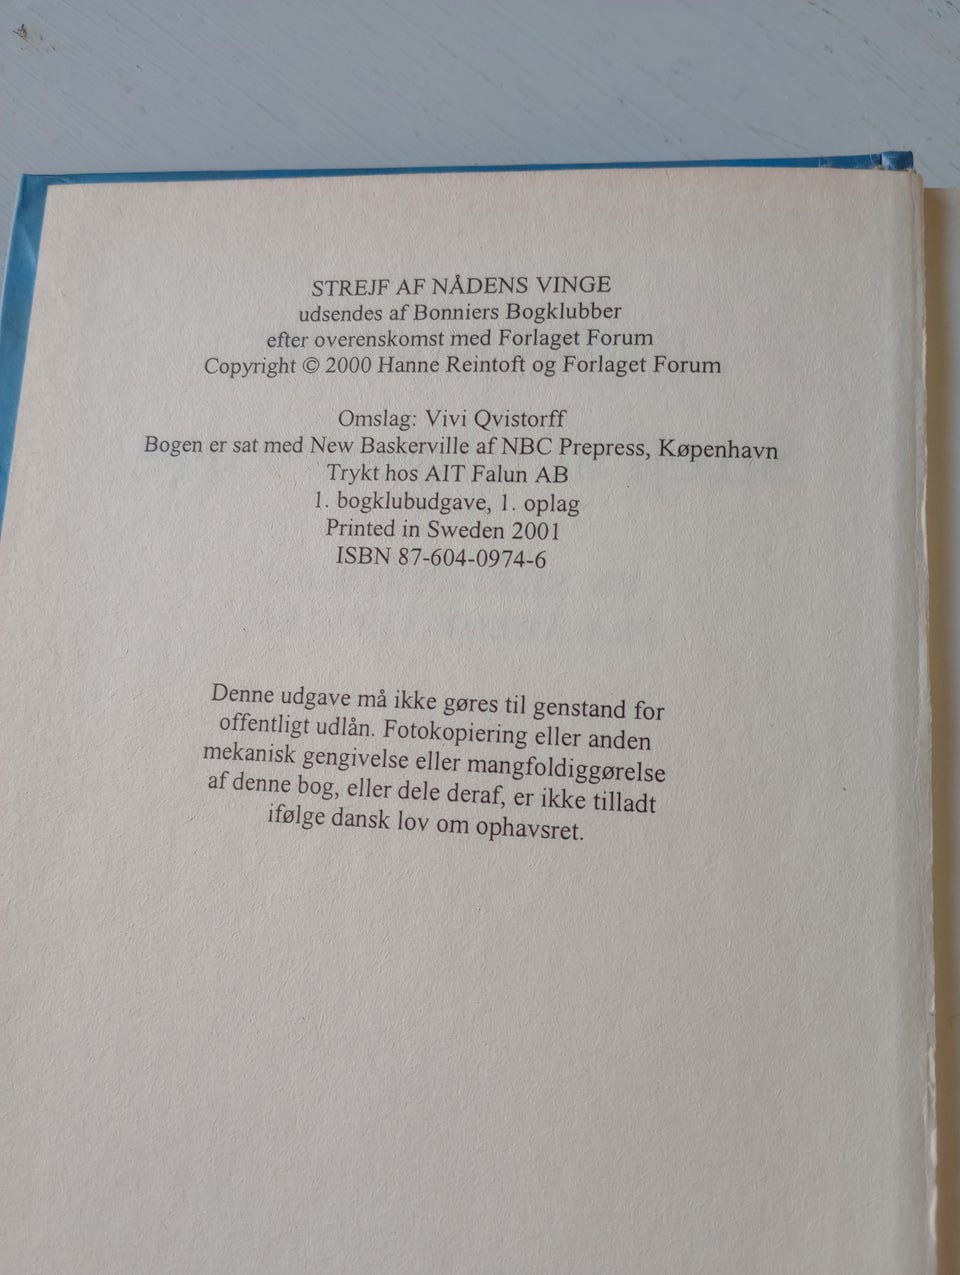 STREJF AF NÅDENS VINGE
udsendes af Bonniers Bogklubber
efter overenskomst med Forlaget Forum
Copyright © 2000 Hanne Reintoft og Forlaget Forum
Omslag: Vivi Qvistorff
Bogen er sat med New Baskerville af NBC Prepress, Køpenhavn
Trykt hos AIT Falun AB
1. bogklubudgave, 1. oplag
Printed in Sweden 2001
ISBN 87-604-0974-6
Denne udgave må ikke gøres til genstand for
offentligt udlån. Fotokopiering eller anden
mekanisk gengivelse eller mangfoldiggørelse
af denne bog, eller dele deraf, er ikke tilladt
ifølge dansk lov om ophavsret.